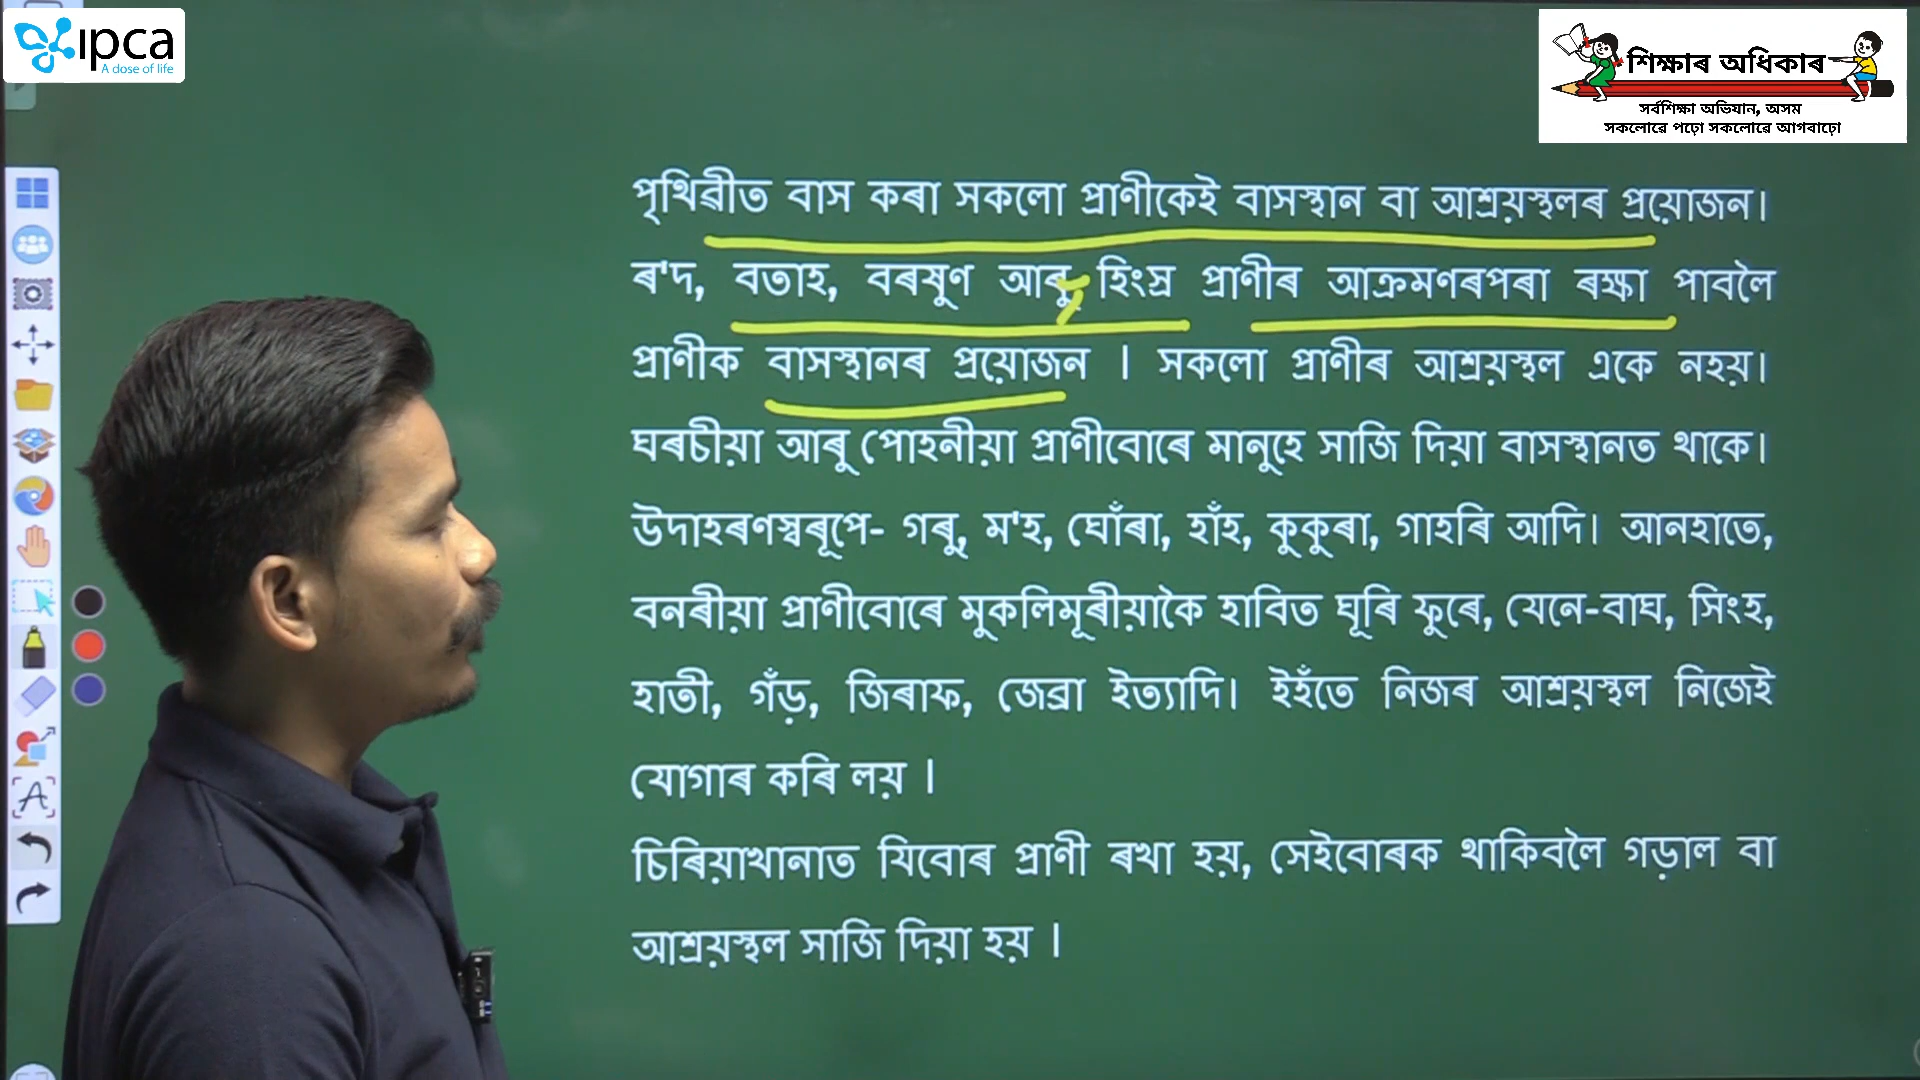 ipca
A dose of life
শিক্ষাৰ অধিকাৰ
সৰ্বশিক্ষা অভিযান, অসম
সকলোৱে পঢ়ো সকলোৱে আগবাঢ়ো
পৃথিৱীত বাস কৰা সকলো প্ৰাণীকেই বাসস্থান বা আশ্ৰয়স্থলৰ প্ৰয়োজন।
ৰ'দ, বতাহ, বৰষুণ আৰু হিংস্ৰ প্ৰাণীৰ আক্ৰমণৰপৰা ৰক্ষা পাবলৈ
প্ৰাণীক বাসস্থানৰ প্ৰয়োজন । সকলো প্ৰাণীৰ আশ্ৰয়স্থল একে নহয়।
ঘৰচীয়া আৰু পোহনীয়া প্ৰাণীবোৰে মানুহে সাজি দিয়া বাসস্থানত থাকে।
উদাহৰণস্বৰূপে- গৰু, ম'হ, ঘোঁৰা, হাঁহ, কুকুৰা, গাহৰি আদি। আনহাতে,
বনৰীয়া প্ৰাণীবোৰে মুকলিমূৰীয়াকৈ হাবিত ঘূৰি ফুৰে, যেনে-বাঘ, সিংহ,
হাতী, গঁড়, জিৰাফ, জেব্ৰা ইত্যাদি। ইহঁতে নিজৰ আশ্ৰয়স্থল নিজেই
যোগাৰ কৰি লয় ।
চিৰিয়াখানাত যিবোৰ প্ৰাণী ৰখা হয়, সেইবোৰক থাকিবলৈ গড়াল বা
আশ্ৰয়স্থল সাজি দিয়া হয় ।